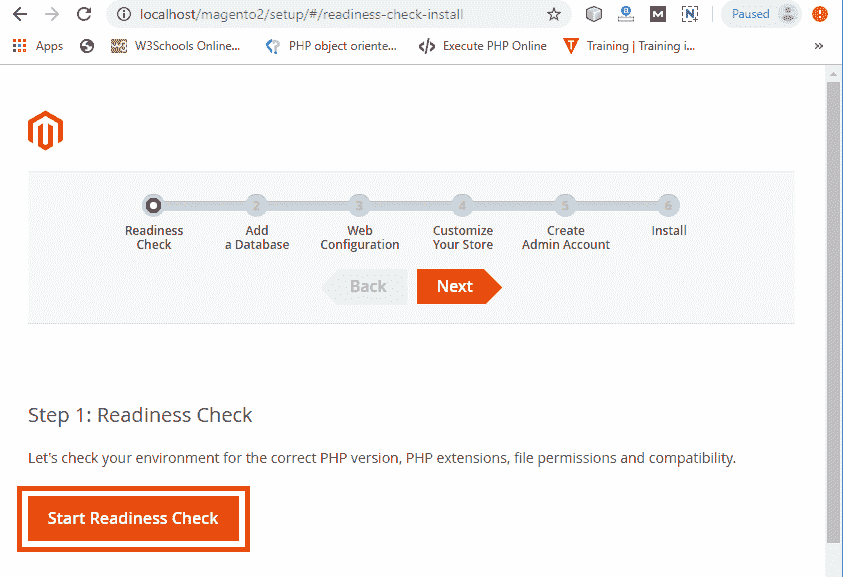 localhost/magento2/setup/#/readiness-check-install
Paused
Apps
W3Schools Online...
PHP object oriente...
Execute PHP Online
Training | Training i...
»
2
3
4
5
6
Readiness
Check
Add
a Database
Web
Configuration
Customize
Your Store
Create
Admin Account
Install
Back
Next
Step 1: Readiness Check
Let's check your environment for the correct PHP version, PHP extensions, file permissions and compatibility.
Start Readiness Check